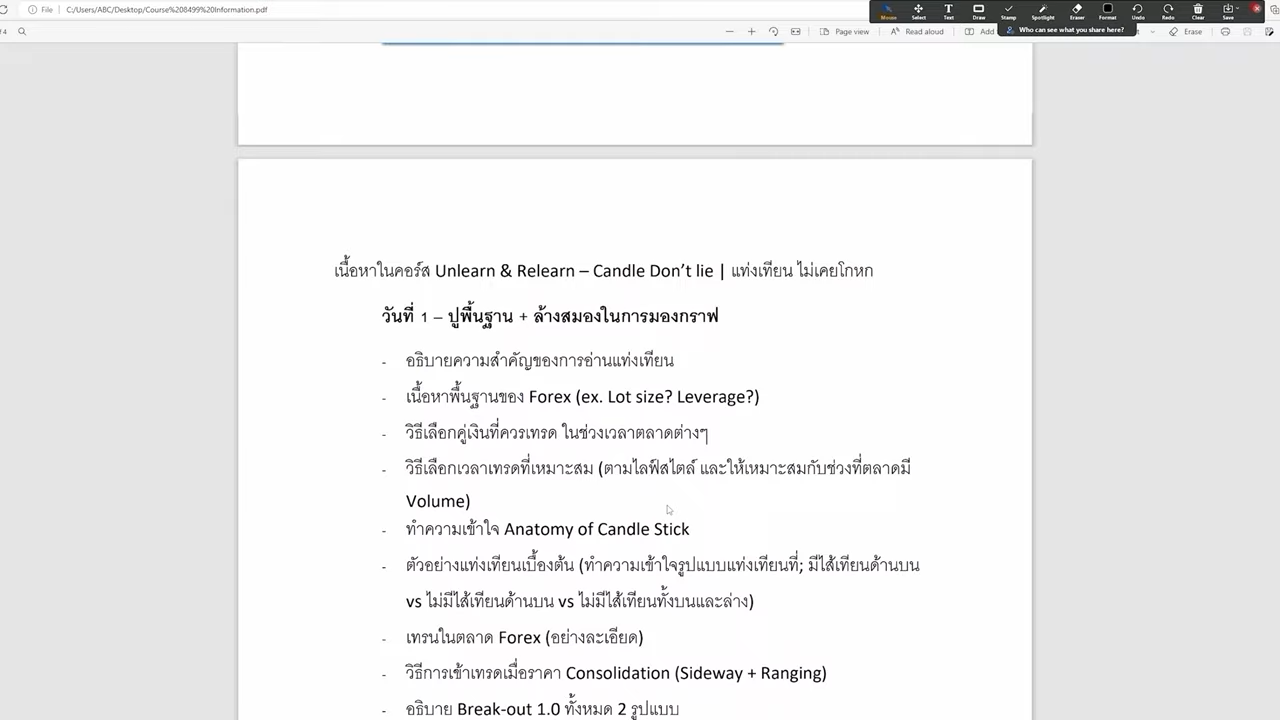 File C:/Users/ABC/Desktop/Course%208499%20Information.pdf
Mouse Select Text Draw Stamp Spotlight Eraser Format Undo Redo Clear Save
Page view Read aloud Add Who can see what you share here? Erase
เนื้อหาในคอร์ส Unlearn & Relearn – Candle Don't lie | แท่งเทียน ไม่เคยโกหก
วันที่ 1 – ปูพื้นฐาน + ล้างสมองในการมองกราฟ
- อธิบายความสำคัญของการอ่านแท่งเทียน
- เนื้อหาพื้นฐานของ Forex (ex. Lot size? Leverage?)
- วิธีเลือกคู่เงินที่ควรเทรด ในช่วงเวลาตลาดต่างๆ
- วิธีเลือกเวลาเทรดที่เหมาะสม (ตามไลฟ์สไตล์ และให้เหมาะสมกับช่วงที่ตลาดมี
Volume)
- ทำความเข้าใจ Anatomy of Candle Stick
- ตัวอย่างแท่งเทียนเบื้องต้น (ทำความเข้าใจรูปแบบแท่งเทียนที่; มีไส้เทียนด้านบน
vs ไม่มีไส้เทียนด้านบน vs ไม่มีไส้เทียนทั้งบนและล่าง)
- เทรนในตลาด Forex (อย่างละเอียด)
- วิธีการเข้าเทรดเมื่อราคา Consolidation (Sideway + Ranging)
- อธิบาย Break-out 1.0 ทั้งหมด 2 รูปแบบ